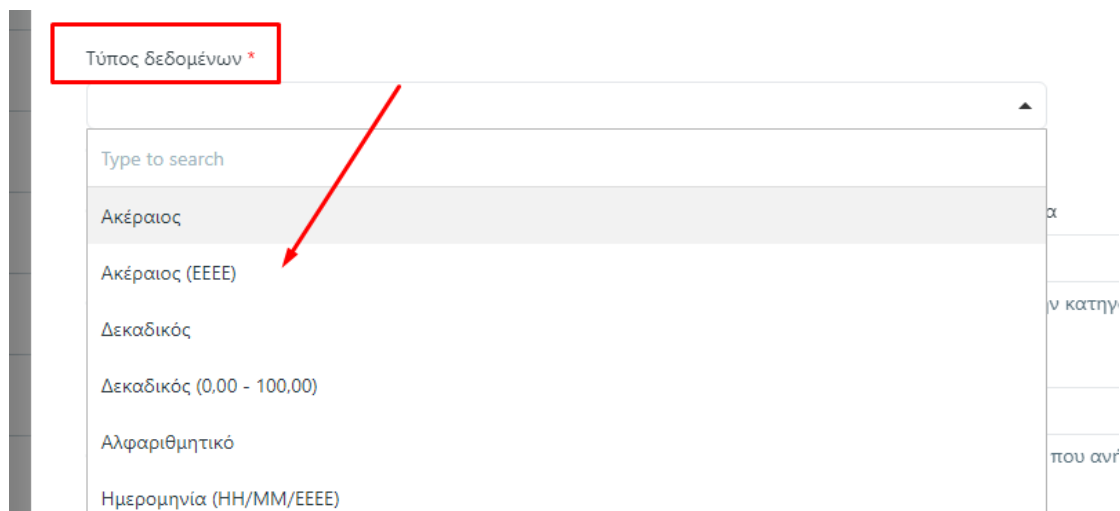 Τύπος δεδομένων *
Type to search
Ακέραιος
α
Ακέραιος (ΕΕΕΕ)
Δεκαδικός
Δεκαδικός (0,00 - 100,00)
Αλφαριθμητικό
Ημερομηνία (ΗΗ/ΜΜ/ΕΕΕΕ)